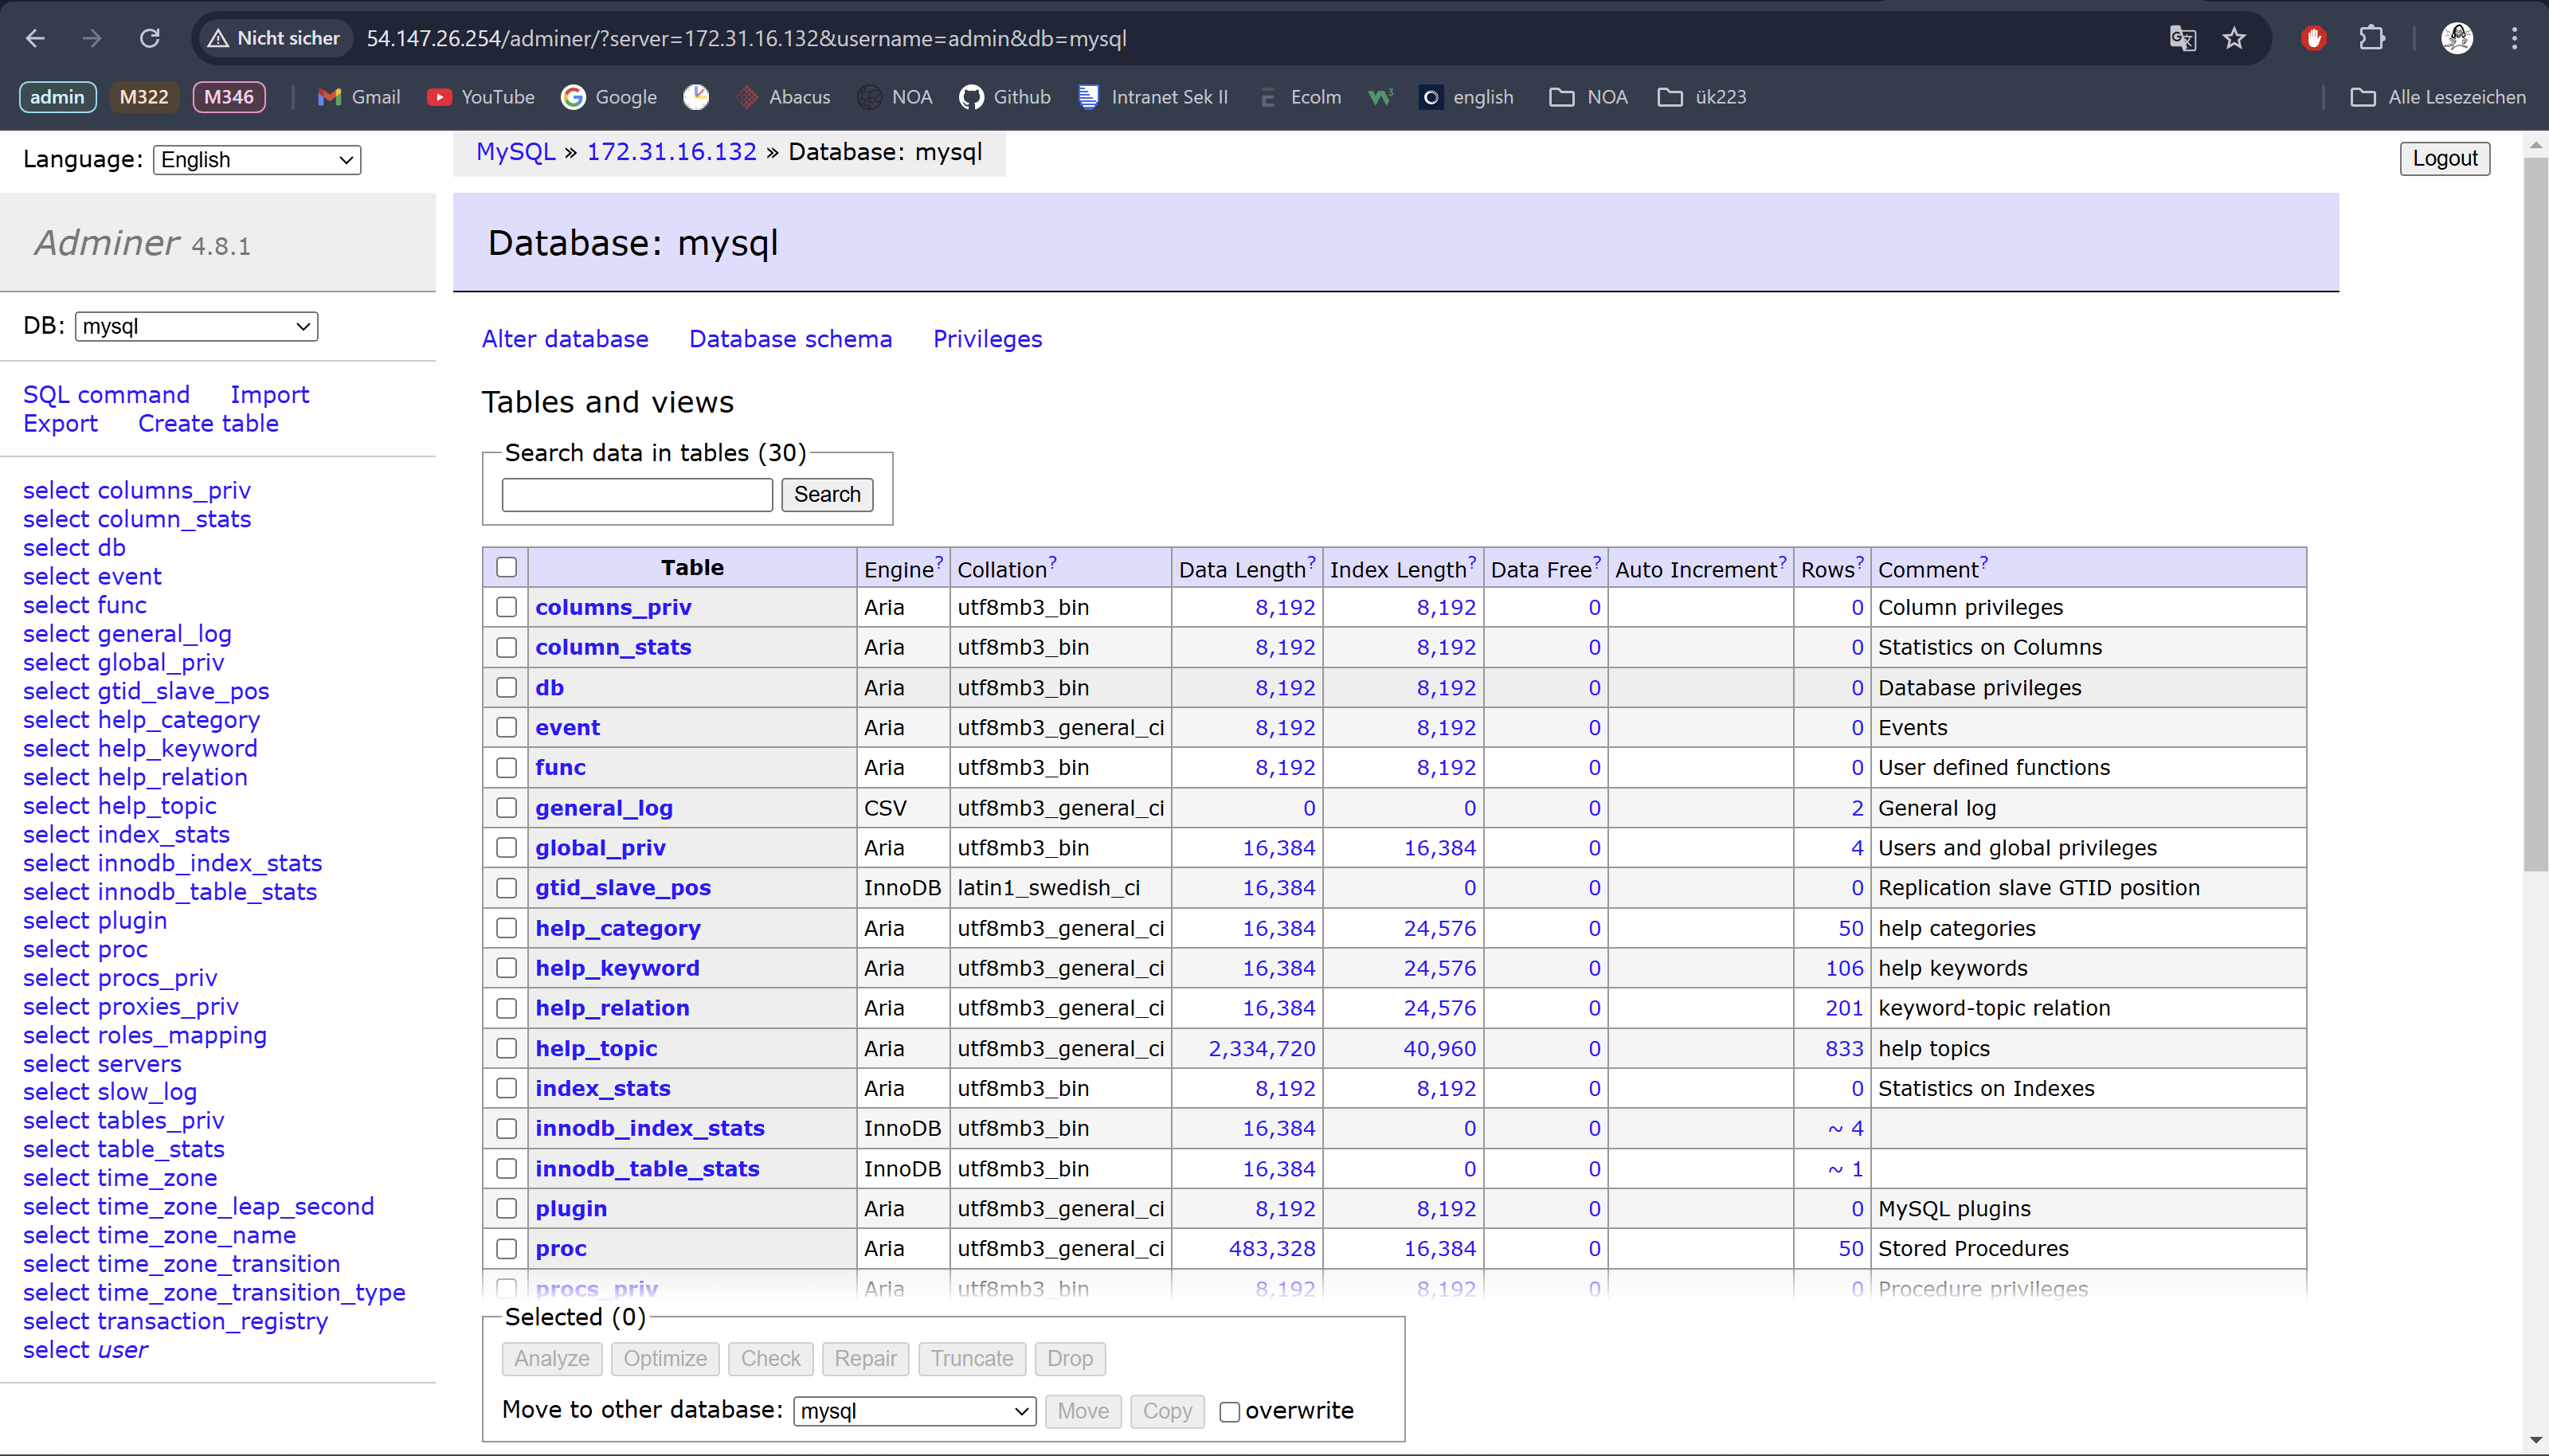 Nicht sicher 54.147.26.254/adminer/?server=172.31.16.132&username=admin&db=mysql
admin M322 M346 Gmail YouTube Google Abacus NOA Github Intranet Sek II Ecolm english NOA ük223 Alle Lesezeichen
Language: English MySQL » 172.31.16.132 » Database: mysql Logout
Adminer 4.8.1
DB: mysql
SQL command Import
Export Create table
select columns_priv
select column_stats
select db
select event
select func
select general_log
select global_priv
select gtid_slave_pos
select help_category
select help_keyword
select help_relation
select help_topic
select index_stats
select innodb_index_stats
select innodb_table_stats
select plugin
select proc
select procs_priv
select proxies_priv
select roles_mapping
select servers
select slow_log
select tables_priv
select table_stats
select time_zone
select time_zone_leap_second
select time_zone_name
select time_zone_transition
select time_zone_transition_type
select transaction_registry
select user
Database: mysql
Alter database Database schema Privileges
Tables and views
Search data in tables (30)
Search
Table Engine? Collation? Data Length? Index Length? Data Free? Auto Increment? Rows? Comment?
columns_priv Aria utf8mb3_bin 8,192 8,192 0 0 Column privileges
column_stats Aria utf8mb3_bin 8,192 8,192 0 0 Statistics on Columns
db Aria utf8mb3_bin 8,192 8,192 0 0 Database privileges
event Aria utf8mb3_general_ci 8,192 8,192 0 0 Events
func Aria utf8mb3_bin 8,192 8,192 0 0 User defined functions
general_log CSV utf8mb3_general_ci 0 0 0 2 General log
global_priv Aria utf8mb3_bin 16,384 16,384 0 4 Users and global privileges
gtid_slave_pos InnoDB latin1_swedish_ci 16,384 0 0 0 Replication slave GTID position
help_category Aria utf8mb3_general_ci 16,384 24,576 0 50 help categories
help_keyword Aria utf8mb3_general_ci 16,384 24,576 0 106 help keywords
help_relation Aria utf8mb3_general_ci 16,384 24,576 0 201 keyword-topic relation
help_topic Aria utf8mb3_general_ci 2,334,720 40,960 0 833 help topics
index_stats Aria utf8mb3_bin 8,192 8,192 0 0 Statistics on Indexes
innodb_index_stats InnoDB utf8mb3_bin 16,384 0 0 ~ 4
innodb_table_stats InnoDB utf8mb3_bin 16,384 0 0 ~ 1
plugin Aria utf8mb3_general_ci 8,192 8,192 0 0 MySQL plugins
proc Aria utf8mb3_general_ci 483,328 16,384 0 50 Stored Procedures
procs_priv Aria utf8mb3_bin 8,192 8,192 0 0 Procedure privileges
Selected (0)
Analyze Optimize Check Repair Truncate Drop
Move to other database: mysql Move Copy overwrite